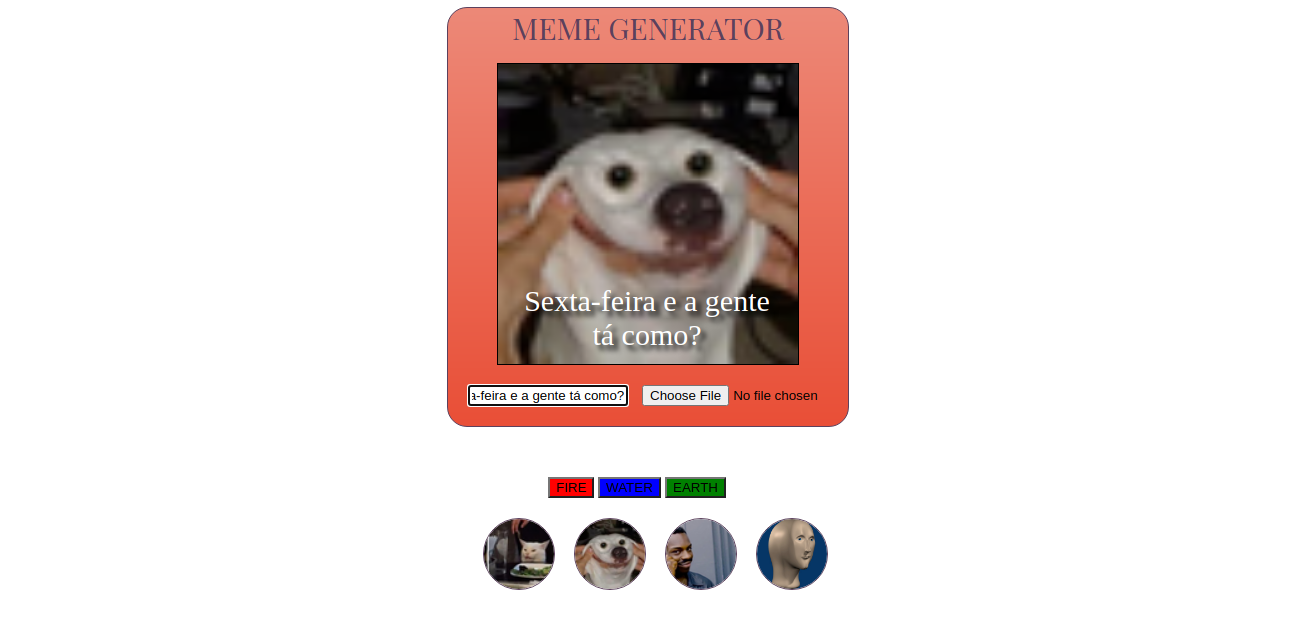 MEME GENERATOR
Sexta-feira e a gente
tá como?
a-feira e a gente tá como?
Choose File No file chosen
FIRE WATER EARTH